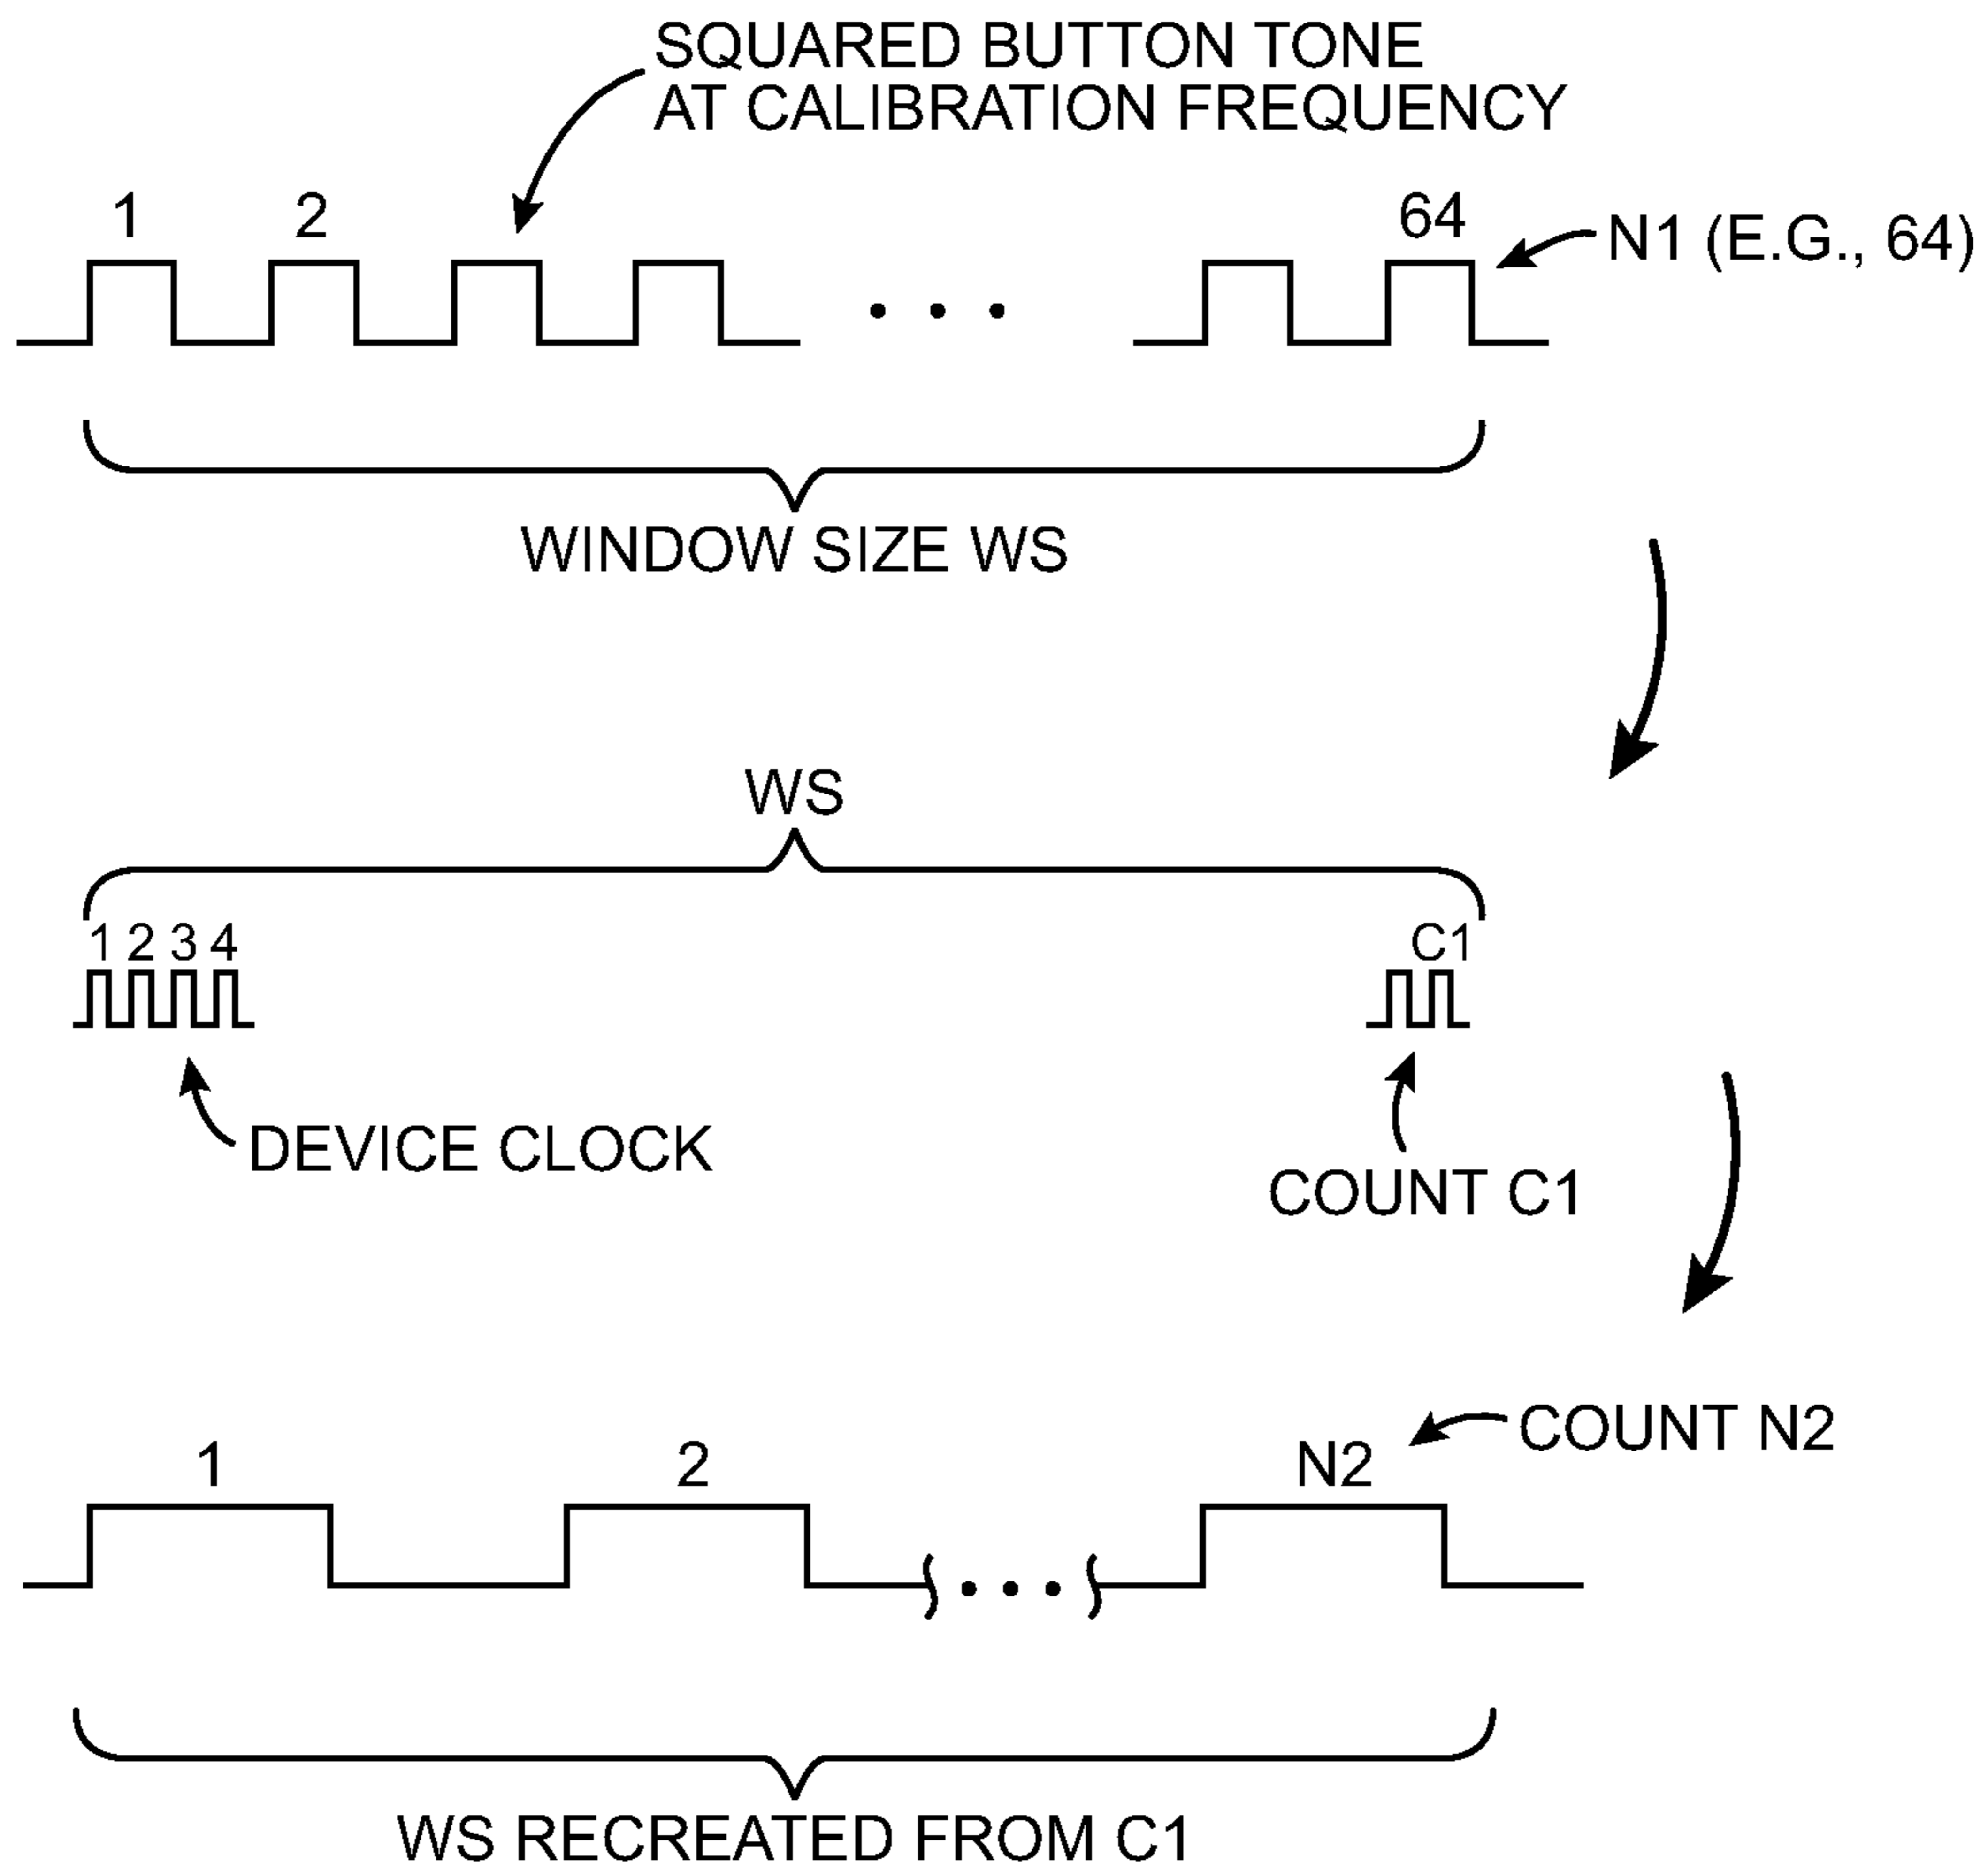 SQUARED BUTTON TONE
AT CALIBRATION FREQUENCY
1 2 64
N1 (E.G., 64)
WINDOW SIZE WS
WS
1 2 3 4 C1
DEVICE CLOCK
COUNT C1
COUNT N2
1 2 N2
WS RECREATED FROM C1